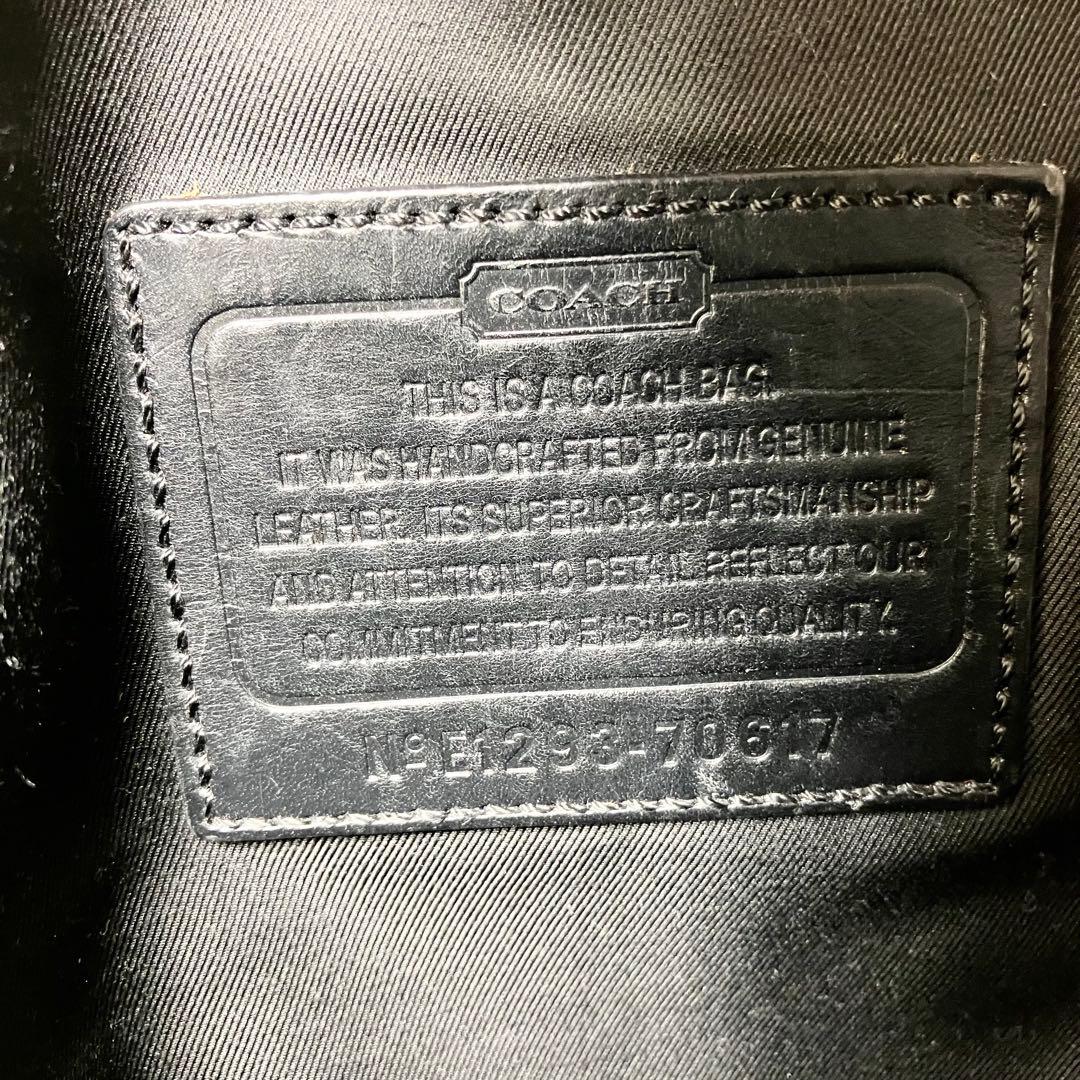 COACH
THIS IS A COACH BAG.
IT WAS HANDCRAFTED FROM GENUINE
LEATHER. ITS SUPERIOR CRAFTSMANSHIP
AND ATTENTION TO DETAIL REFLECT OUR
COMMITMENT TO ENDURING QUALITY.
Nº E1293-70617